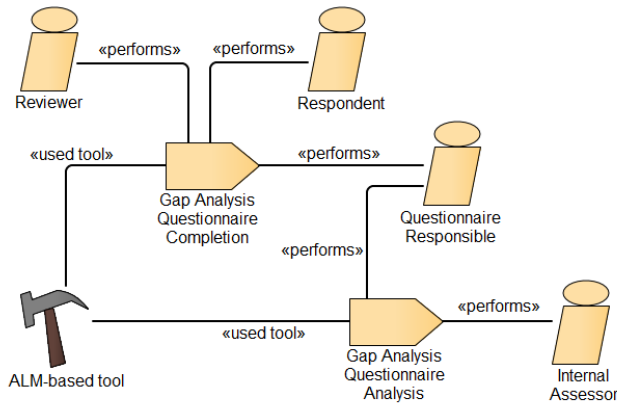 «performs»
«performs»
Reviewer
Respondent
«used tool»
«performs»
Gap Analysis
Questionnaire
Completion
Questionnaire
Responsible
«performs»
«performs»
«used tool»
ALM-based tool
Gap Analysis
Questionnaire
Analysis
Internal
Assessor